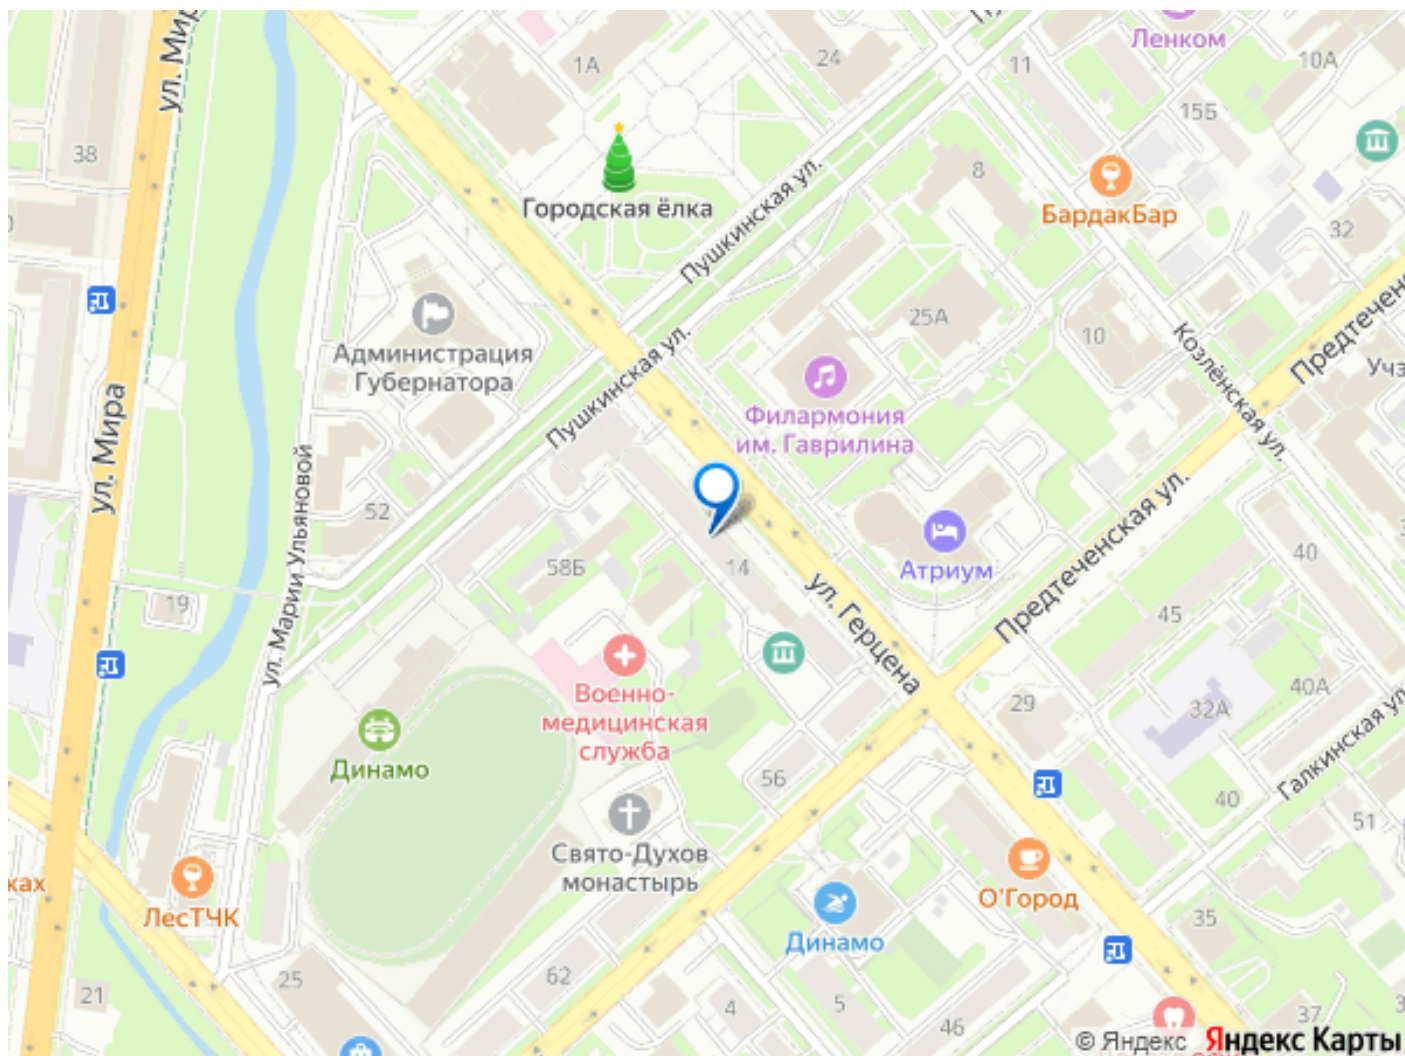 ул. Мира
Ленком
1А
24
11
10А
15Б
38
8
БардакБар
Городская ёлка
Пушкинская ул.
32
25А
10
Козлёнская ул.
Администрация
Губернатора
Пушкинская ул.
Филармония
им. Гаврилина
ул. Мира
ул. Марии Ульяновой
52
58Б
14
Атриум
Предтеченская ул.
40
19
ул. Герцена
45
Военно-
медицинская
служба
29
32А
40А
Галкинская ул.
Динамо
56
40
51
Свято-Духов
монастырь
О'Город
ЛесТЧК
Динамо
35
25
62
21
4
5
46
37
© Яндекс Яндекс Карты